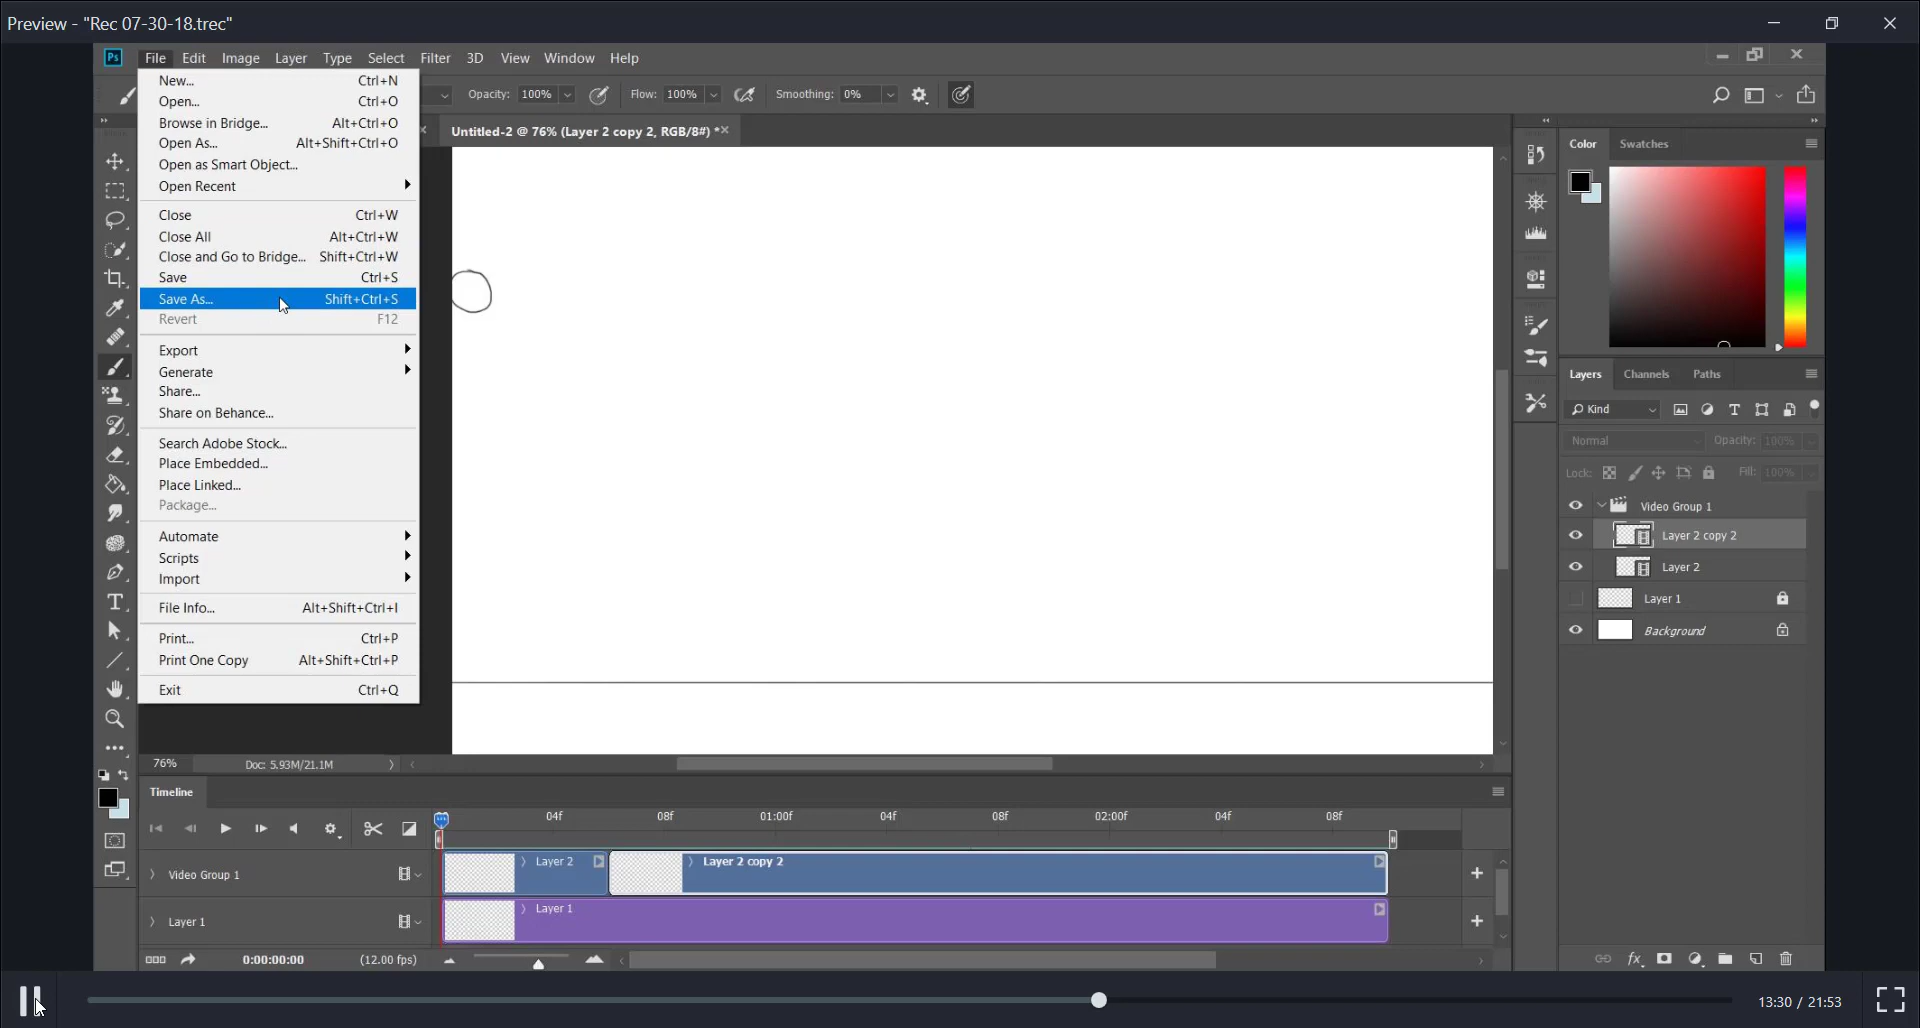 Preview - "Rec 07-30-18.trec"
Ps File Edit Image Layer Type Select Filter 3D View Window Help
Opacity: 100% Flow: 100% Smoothing: 0%
Untitled-2 @ 76% (Layer 2 copy 2, RGB/8#) *
New... Ctrl+N
Open... Ctrl+O
Browse in Bridge... Alt+Ctrl+O
Open As... Alt+Shift+Ctrl+O
Open as Smart Object...
Open Recent
Close Ctrl+W
Close All Alt+Ctrl+W
Close and Go to Bridge... Shift+Ctrl+W
Save Ctrl+S
Save As... Shift+Ctrl+S
Revert F12
Export
Generate
Share...
Share on Behance...
Search Adobe Stock...
Place Embedded...
Place Linked...
Package...
Automate
Scripts
Import
File Info... Alt+Shift+Ctrl+I
Print... Ctrl+P
Print One Copy Alt+Shift+Ctrl+P
Exit Ctrl+Q
Color Swatches
Layers Channels Paths
Kind
Normal Opacity: 100%
Lock: Fill: 100%
Video Group 1
Layer 2 copy 2
Layer 2
Layer 1
Background
76% Doc: 5.93M/21.1M
Timeline
04f 08f 01:00f 04f 08f 02:00f 04f 08f
Video Group 1 Layer 2 Layer 2 copy 2
Layer 1 Layer 1
0:00:00:00 (12.00 fps)
13:30 / 21:53